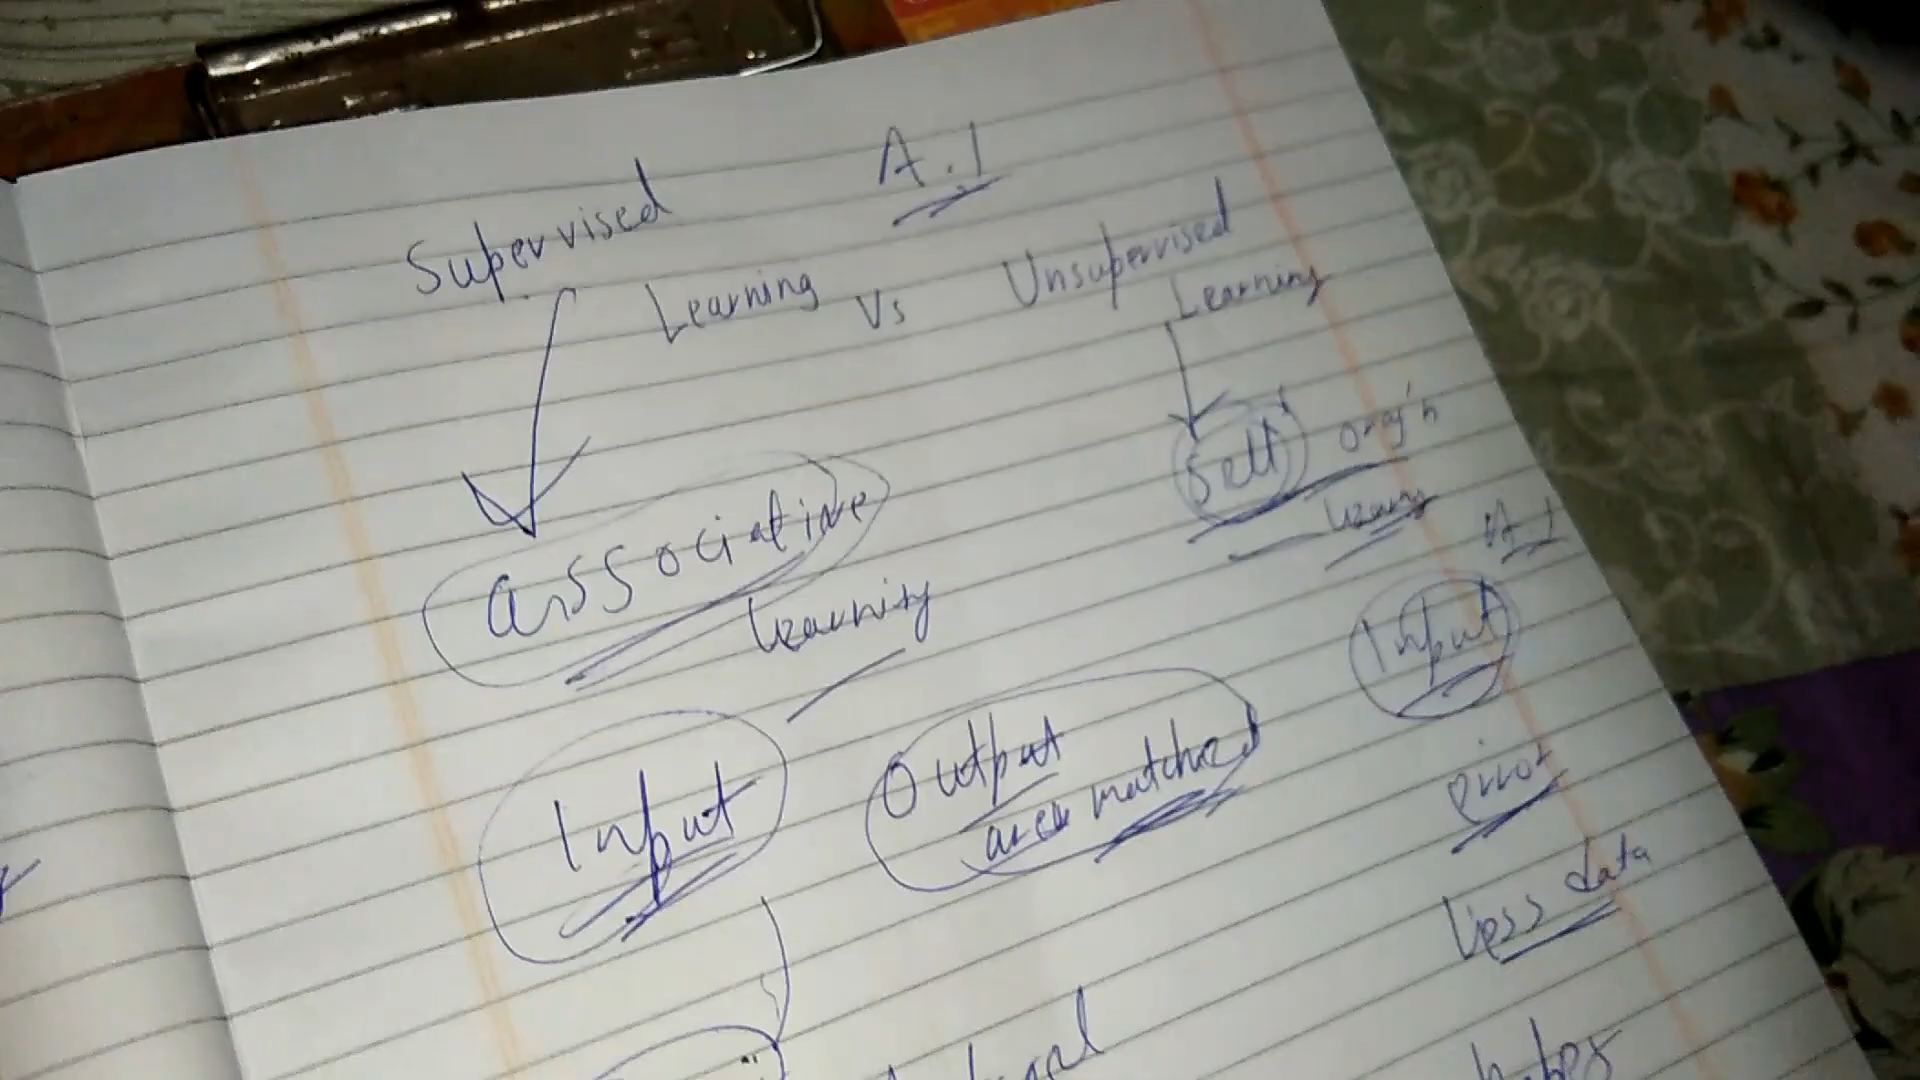 A.I
Supervised
Learning Vs Unsupervised
Learning
associative
learning
Self
A.I
Input
Output
are matched
Input
error
Less data